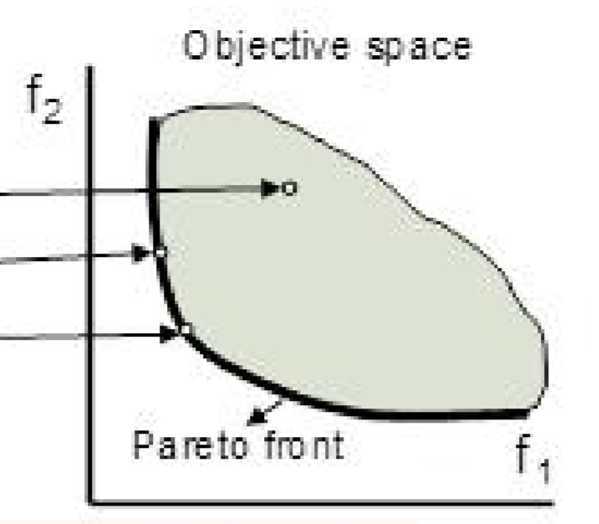 Objective space
f2
Pareto front
f1